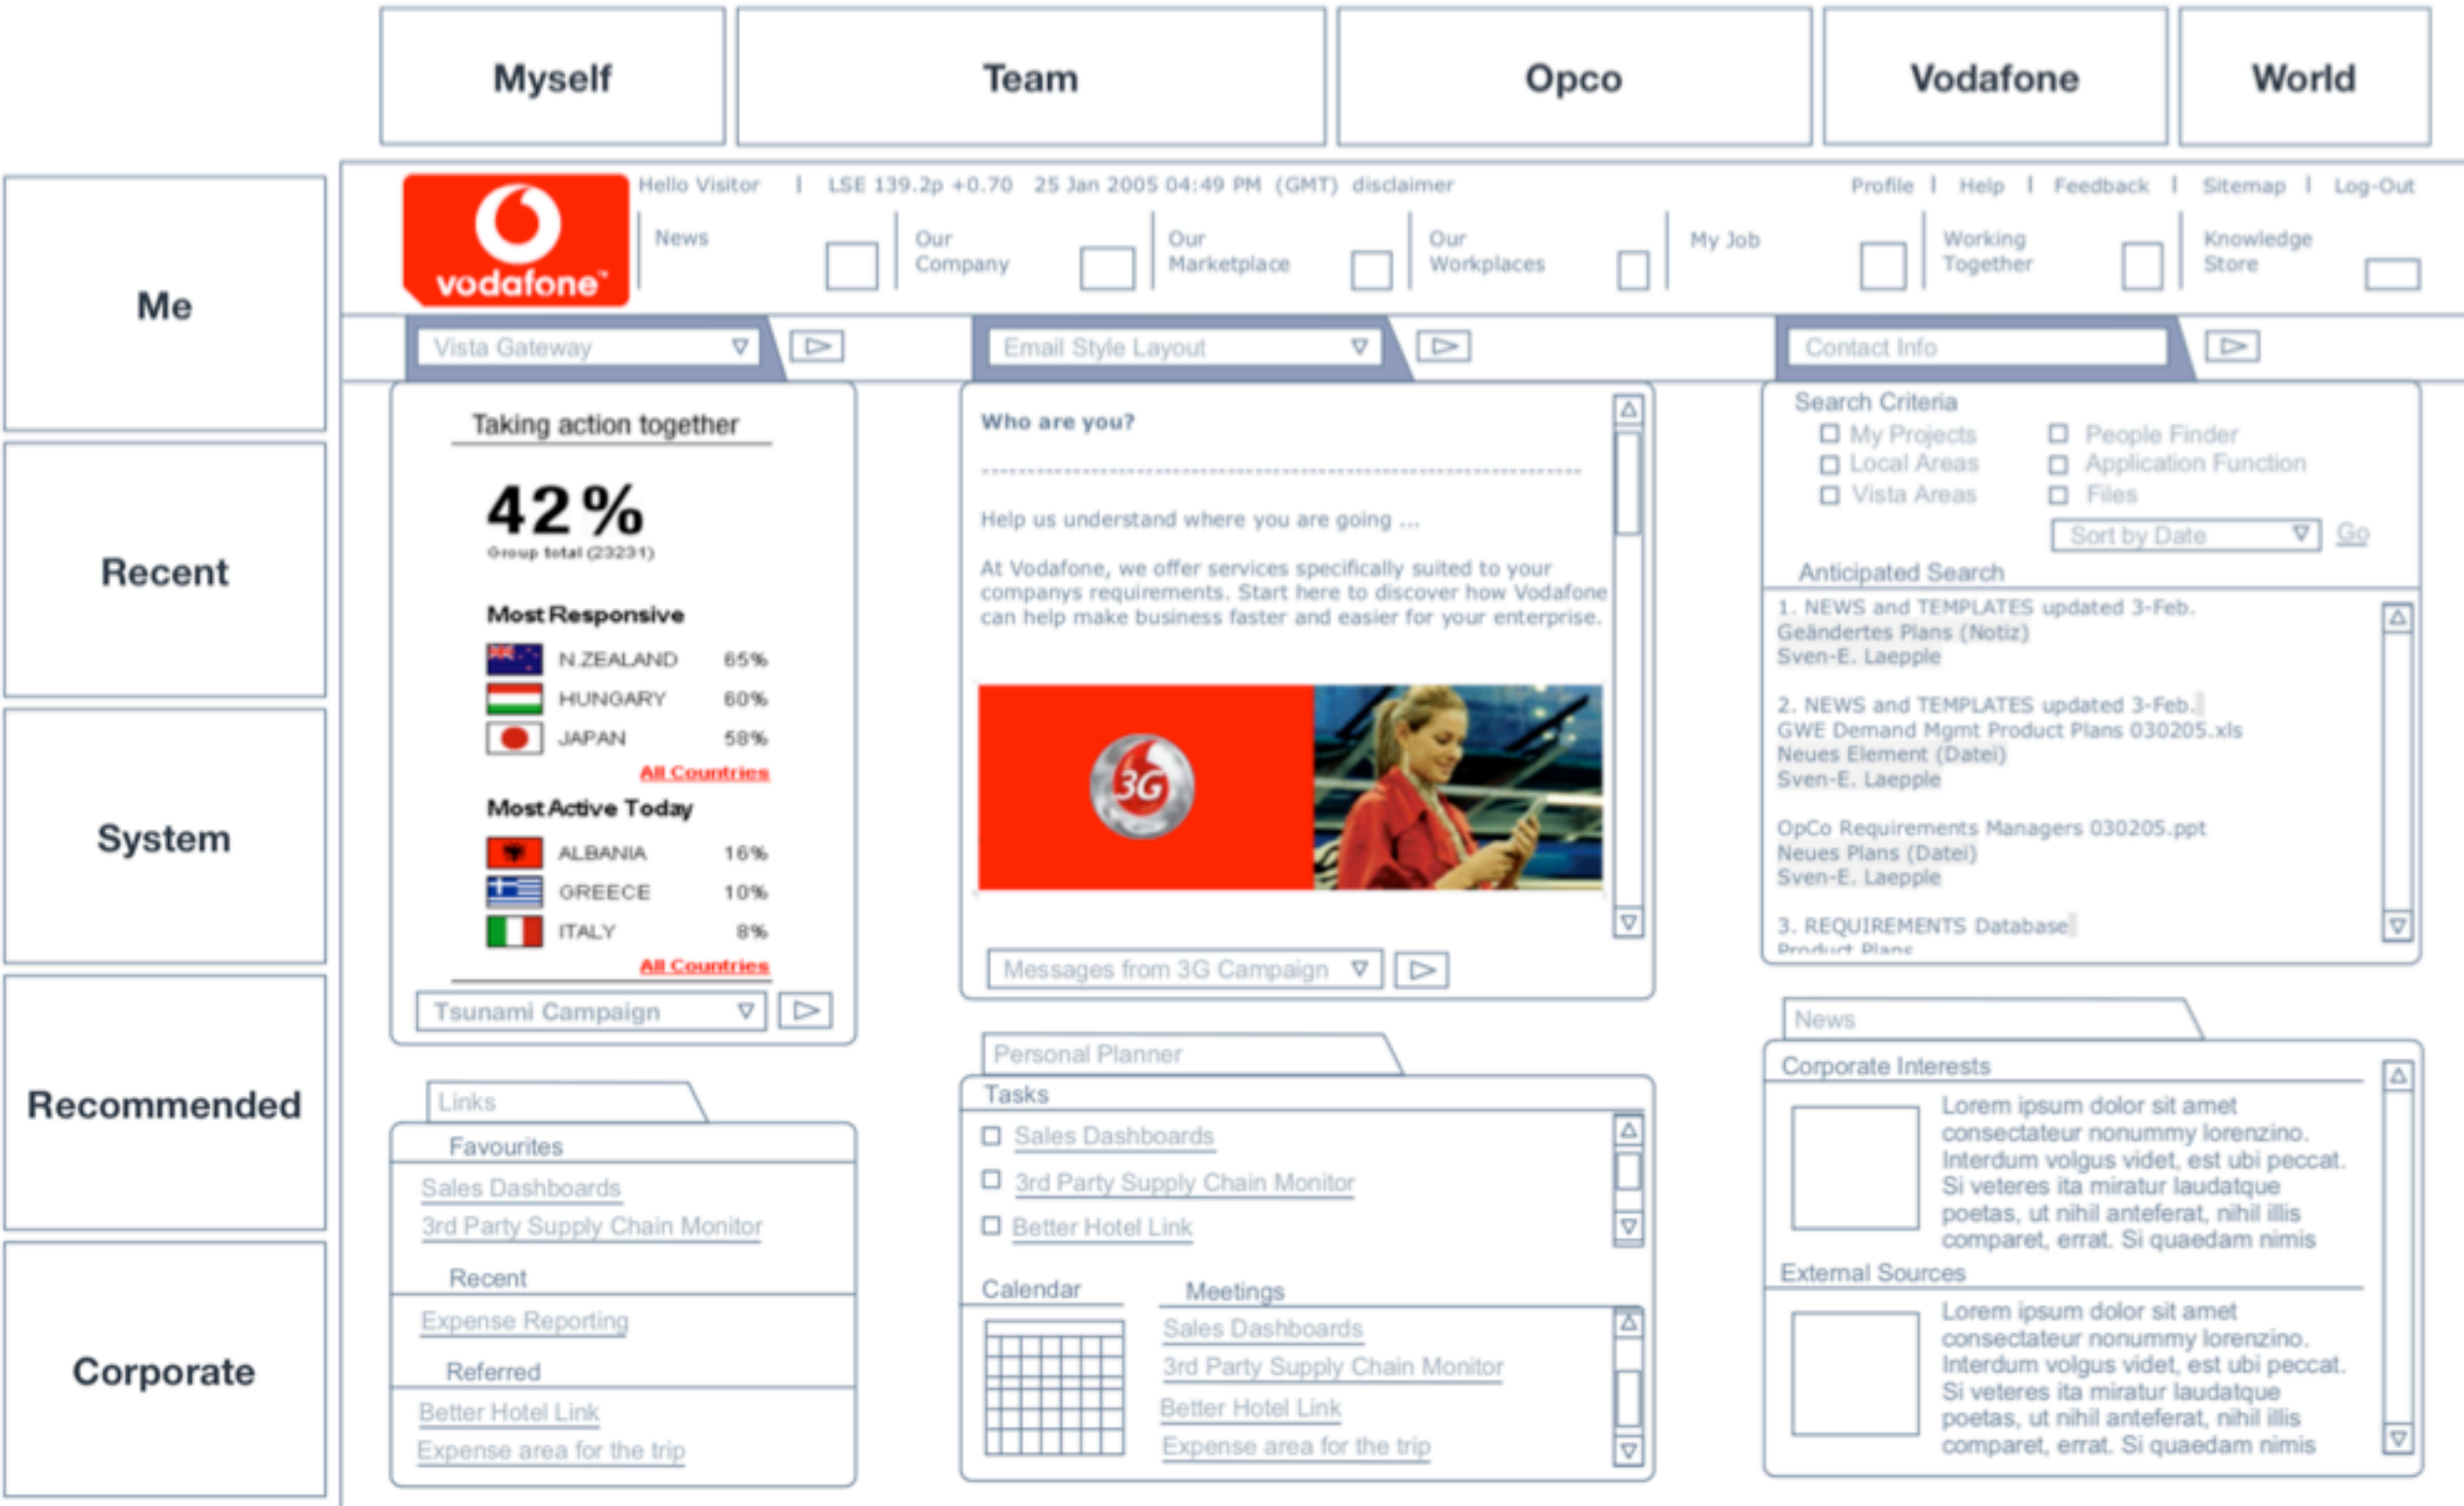 Myself
Team
Opco
Vodafone
World
Me
Recent
System
Recommended
Corporate
vodafone™
Hello Visitor | LSE 139.2p +0.70 25 Jan 2005 04:49 PM (GMT) disclaimer
Profile | Help | Feedback | Sitemap | Log-Out
News
Our
Company
Our
Marketplace
Our
Workplaces
My Job
Working
Together
Knowledge
Store
Vista Gateway
Taking action together
42%
Group total (23231)
Most Responsive
N.ZEALAND 65%
HUNGARY 60%
JAPAN 58%
All Countries
Most Active Today
ALBANIA 16%
GREECE 10%
ITALY 8%
All Countries
Tsunami Campaign
Links
Favourites
Sales Dashboards
3rd Party Supply Chain Monitor
Recent
Expense Reporting
Referred
Better Hotel Link
Expense area for the trip
Email Style Layout
Who are you?
Help us understand where you are going ...
At Vodafone, we offer services specifically suited to your
companys requirements. Start here to discover how Vodafone
can help make business faster and easier for your enterprise.
3G
Messages from 3G Campaign
Personal Planner
Tasks
Sales Dashboards
3rd Party Supply Chain Monitor
Better Hotel Link
Calendar
Meetings
Sales Dashboards
3rd Party Supply Chain Monitor
Better Hotel Link
Expense area for the trip
Contact Info
Search Criteria
My Projects
People Finder
Local Areas
Application Function
Vista Areas
Files
Sort by Date
Go
Anticipated Search
1. NEWS and TEMPLATES updated 3-Feb.
Geändertes Plans (Notiz)
Sven-E. Laepple
2. NEWS and TEMPLATES updated 3-Feb.
GWE Demand Mgmt Product Plans 030205.xls
Neues Element (Datei)
Sven-E. Laepple
OpCo Requirements Managers 030205.ppt
Neues Plans (Datei)
Sven-E. Laepple
3. REQUIREMENTS Database
Product Plans
News
Corporate Interests
Lorem ipsum dolor sit amet
consectateur nonummy lorenzino.
Interdum volgus videt, est ubi peccat.
Si veteres ita miratur laudatque
poetas, ut nihil anteferat, nihil illis
comparet, errat. Si quaedam nimis
External Sources
Lorem ipsum dolor sit amet
consectateur nonummy lorenzino.
Interdum volgus videt, est ubi peccat.
Si veteres ita miratur laudatque
poetas, ut nihil anteferat, nihil illis
comparet, errat. Si quaedam nimis